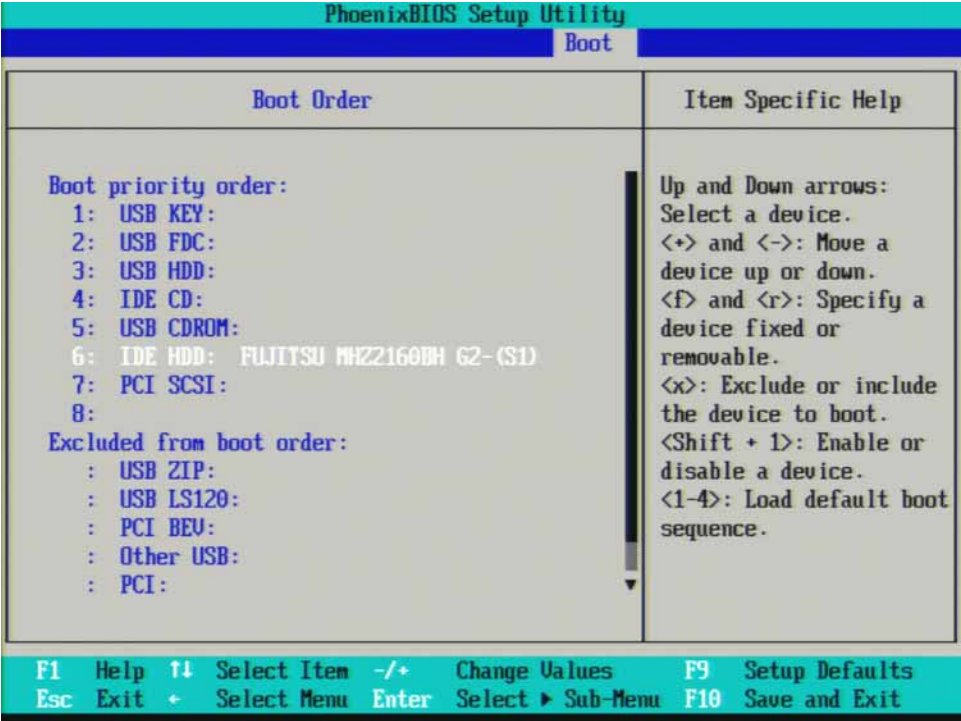 PhoenixBIOS Setup Utility
Boot
Boot Order
Item Specific Help
Boot priority order:
1: USB KEY:
2: USB FDC:
3: USB HDD:
4: IDE CD:
5: USB CDROM:
6: IDE HDD: FUJITSU MHZ2160BH G2-(S1)
7: PCI SCSI:
8:
Excluded from boot order:
: USB ZIP:
: USB LS120:
: PCI BEV:
: Other USB:
: PCI:
Up and Down arrows:
Select a device.
<+> and <->: Move a
device up or down.
<f> and <r>: Specify a
device fixed or
removable.
<x>: Exclude or include
the device to boot.
<Shift + 1>: Enable or
disable a device.
<1-4>: Load default boot
sequence.
F1 Help ↑↓ Select Item -/+ Change Values F9 Setup Defaults
Esc Exit ← Select Menu Enter Select ▶ Sub-Menu F10 Save and Exit